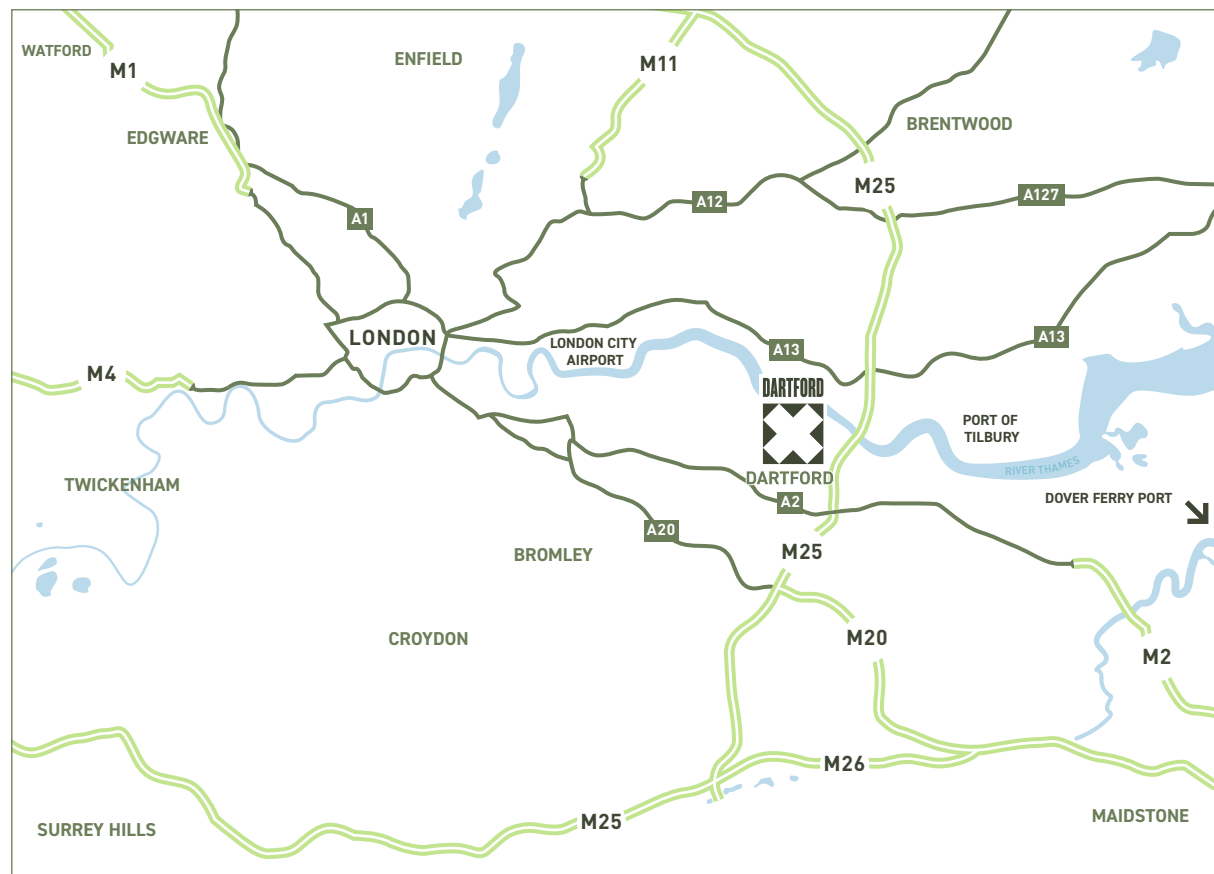 WATFORD
ENFIELD
M1
M11
EDGWARE
BRENTWOOD
M25
A12
A127
A1
LONDON
LONDON CITY
AIRPORT
A13
A13
M4
DARTFORD
PORT OF
TILBURY
RIVER THAMES
TWICKENHAM
DARTFORD
A2
DOVER FERRY PORT
A20
BROMLEY
M25
CROYDON
M20
M2
M26
M25
SURREY HILLS
MAIDSTONE